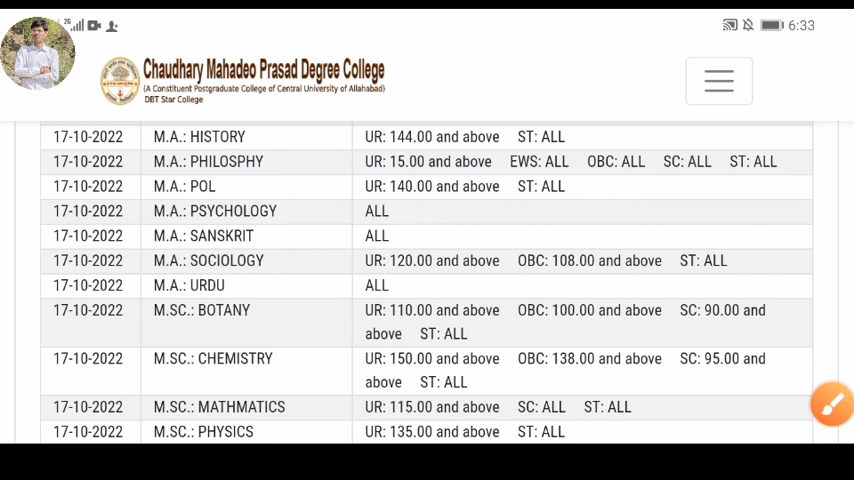 2G 6:33
Chaudhary Mahadeo Prasad Degree College
(A Constituent Postgraduate College of Central University of Allahabad)
DBT Star College
17-10-2022 M.A.: HISTORY UR: 144.00 and above ST: ALL
17-10-2022 M.A.: PHILOSPHY UR: 15.00 and above EWS: ALL OBC: ALL SC: ALL ST: ALL
17-10-2022 M.A.: POL UR: 140.00 and above ST: ALL
17-10-2022 M.A.: PSYCHOLOGY ALL
17-10-2022 M.A.: SANSKRIT ALL
17-10-2022 M.A.: SOCIOLOGY UR: 120.00 and above OBC: 108.00 and above ST: ALL
17-10-2022 M.A.: URDU ALL
17-10-2022 M.SC.: BOTANY UR: 110.00 and above OBC: 100.00 and above SC: 90.00 and
above ST: ALL
17-10-2022 M.SC.: CHEMISTRY UR: 150.00 and above OBC: 138.00 and above SC: 95.00 and
above ST: ALL
17-10-2022 M.SC.: MATHMATICS UR: 115.00 and above SC: ALL ST: ALL
17-10-2022 M.SC.: PHYSICS UR: 135.00 and above ST: ALL